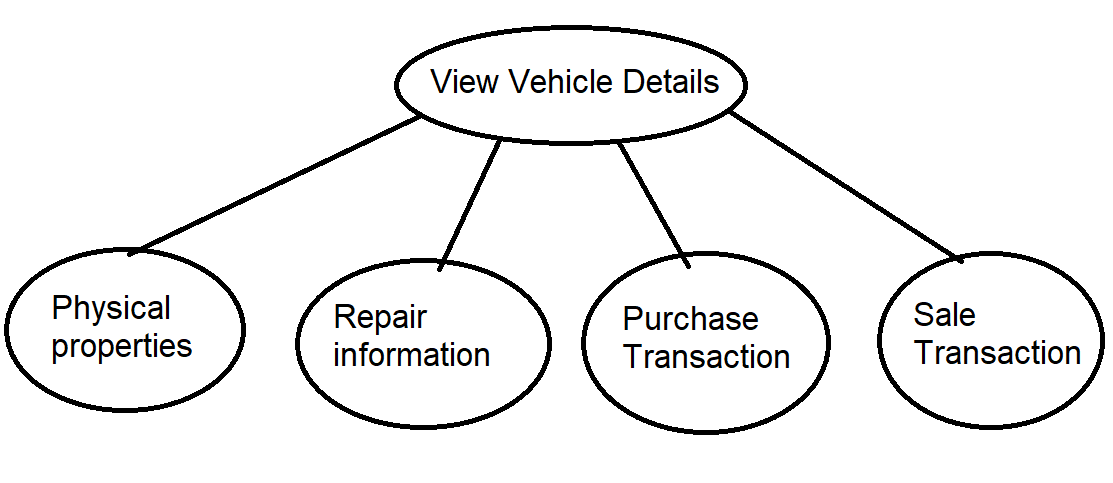 View Vehicle Details
Physical
properties
Repair
information
Purchase
Transaction
Sale
Transaction